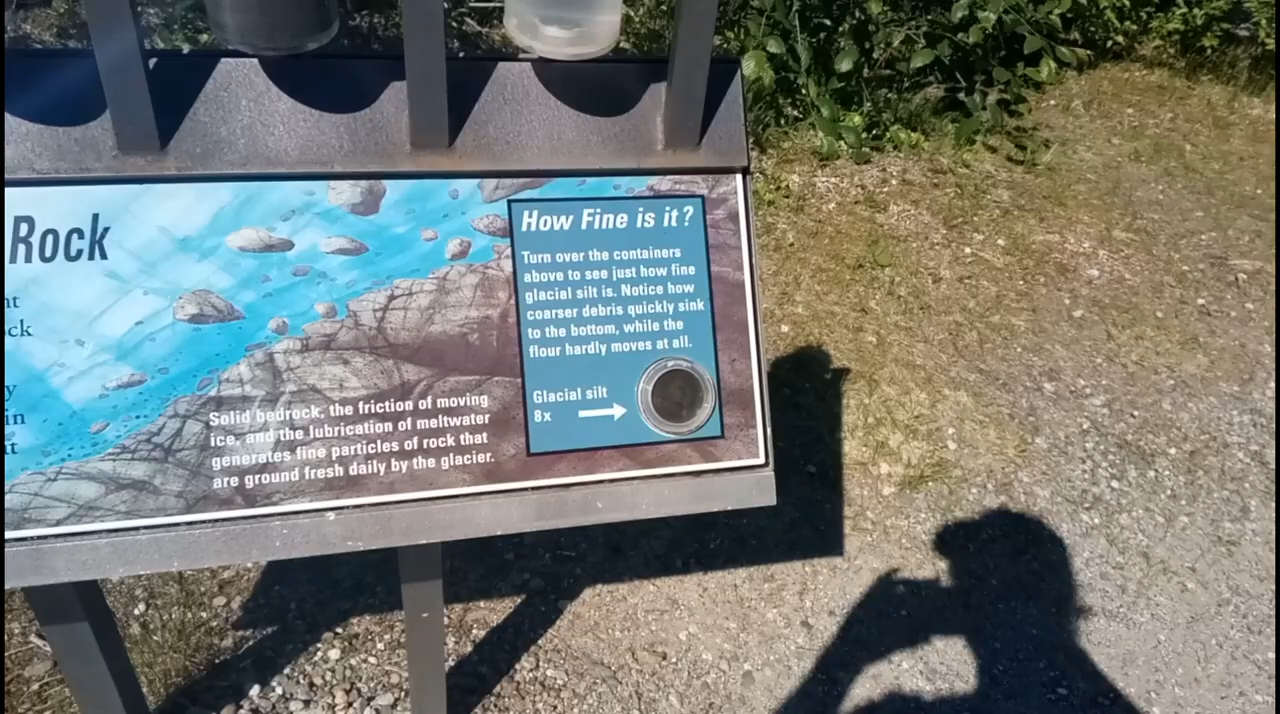 Rock
ock
in
Solid bedrock, the friction of moving
ice, and the lubrication of meltwater
generates fine particles of rock that
are ground fresh daily by the glacier.
How Fine is it?
Turn over the containers
above to see just how fine
glacial silt is. Notice how
coarser debris quickly sink
to the bottom, while the
flour hardly moves at all.
Glacial silt
8x